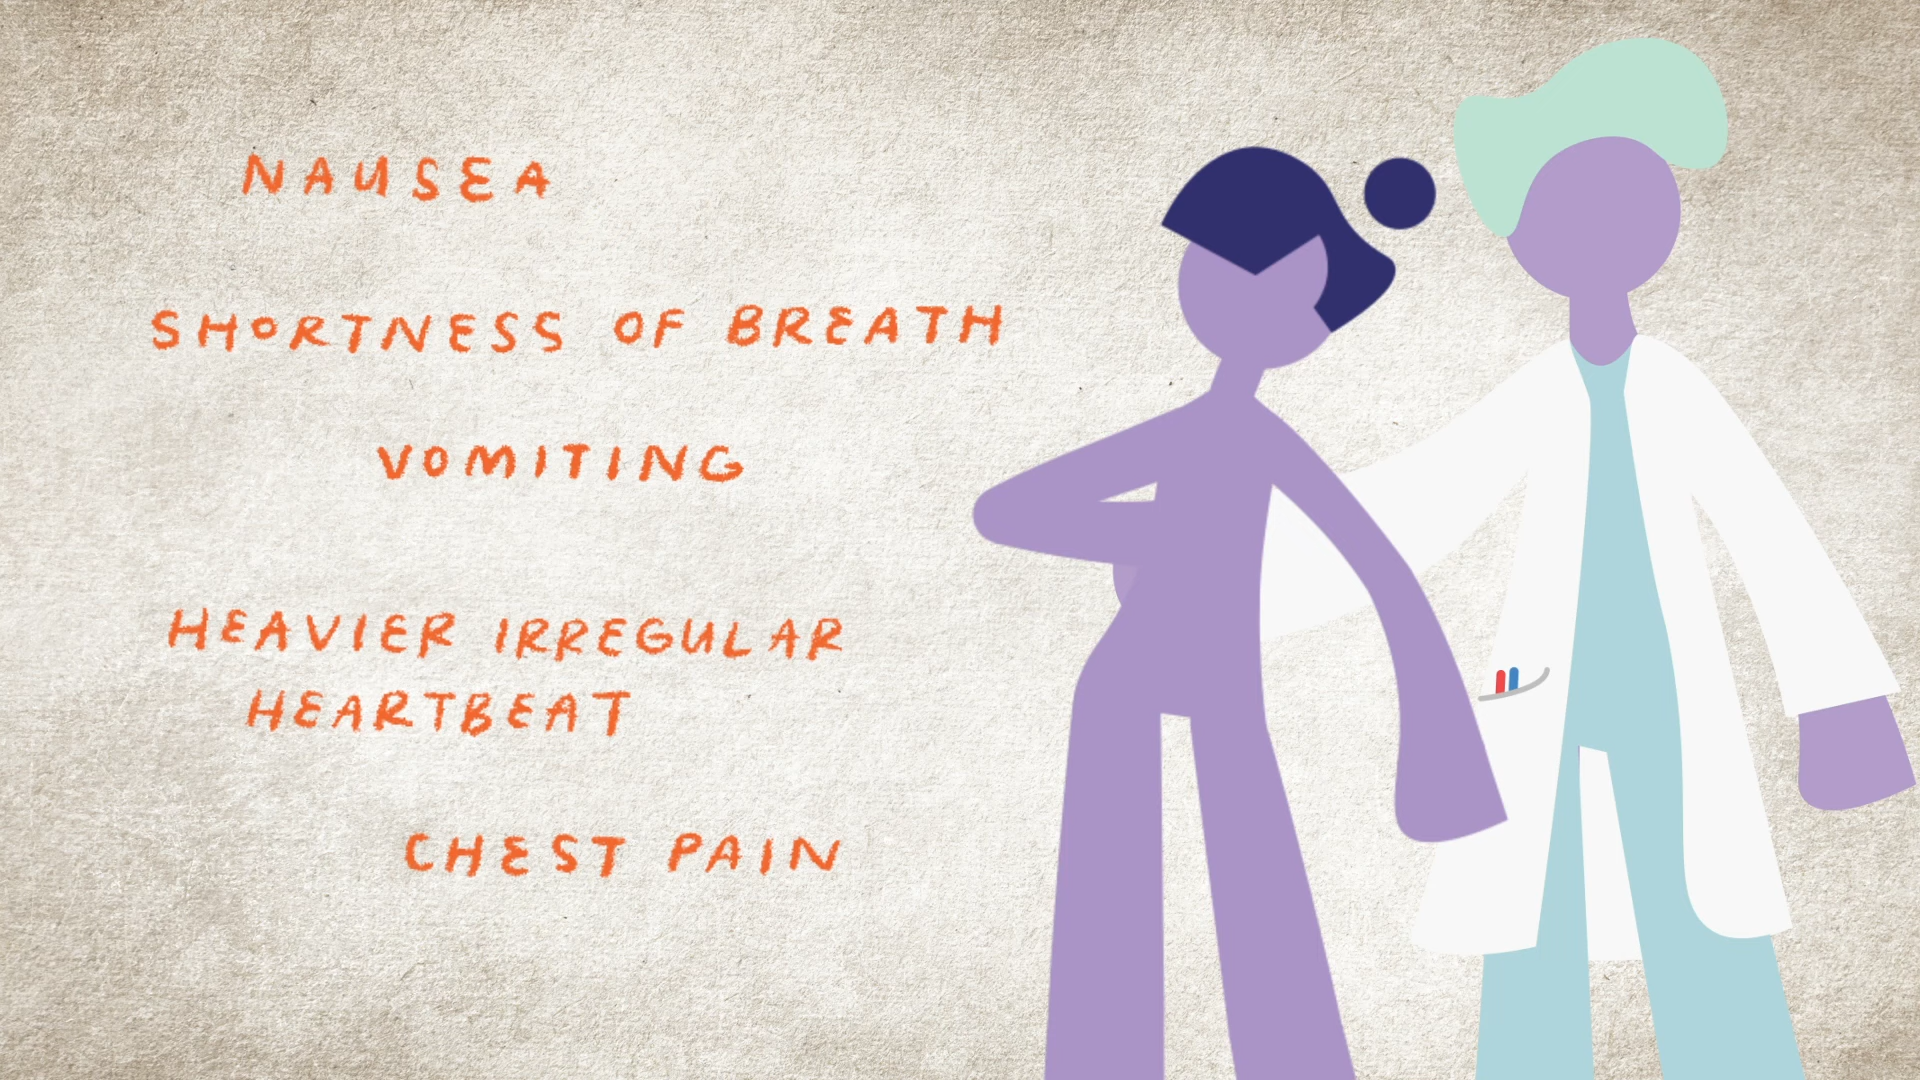 NAUSEA
SHORTNESS OF BREATH
VOMITING
HEAVIER IRREGULAR
HEARTBEAT
CHEST PAIN